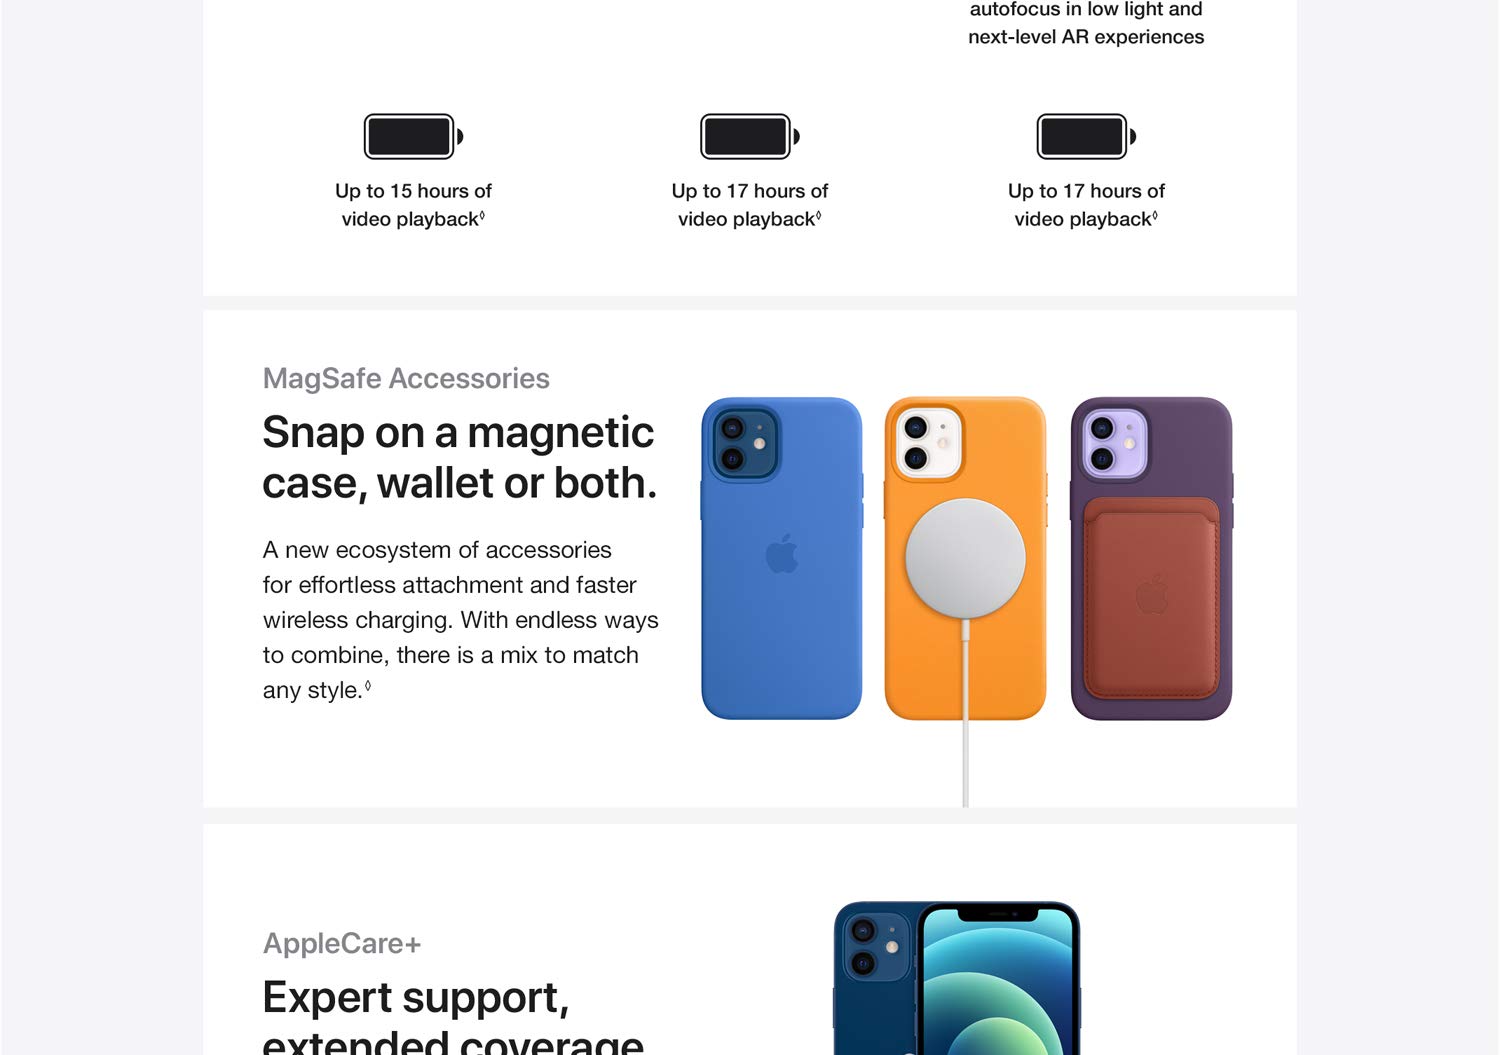 autofocus in low light and
next-level AR experiences
Up to 15 hours of
video playback◊
Up to 17 hours of
video playback◊
Up to 17 hours of
video playback◊
MagSafe Accessories
Snap on a magnetic
case, wallet or both.
A new ecosystem of accessories
for effortless attachment and faster
wireless charging. With endless ways
to combine, there is a mix to match
any style.◊
AppleCare+
Expert support,
extended coverage